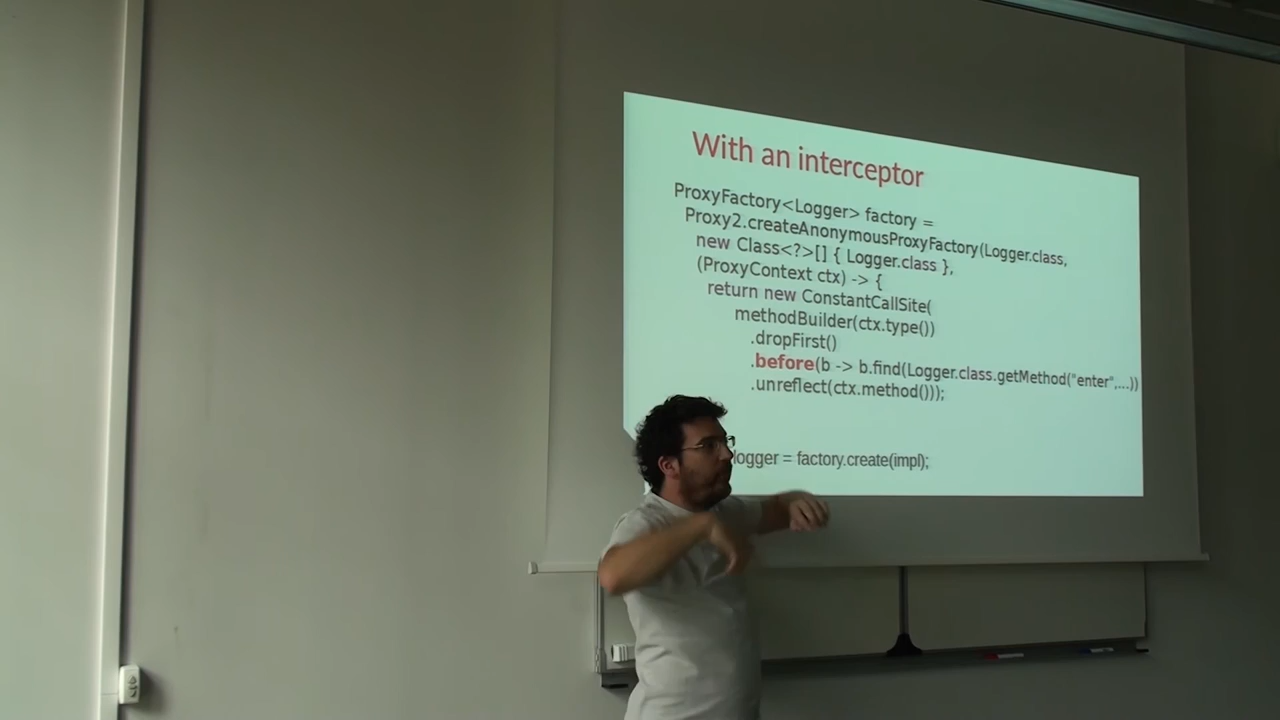 With an interceptor
ProxyFactory<Logger> factory =
Proxy2.createAnonymousProxyFactory(Logger.class,
new Class<?>[] { Logger.class },
(ProxyContext ctx) -> {
return new ConstantCallSite(
methodBuilder(ctx.type())
.dropFirst()
.before(b -> b.find(Logger.class.getMethod("enter",...))
.unreflect(ctx.method()));
logger = factory.create(impl);